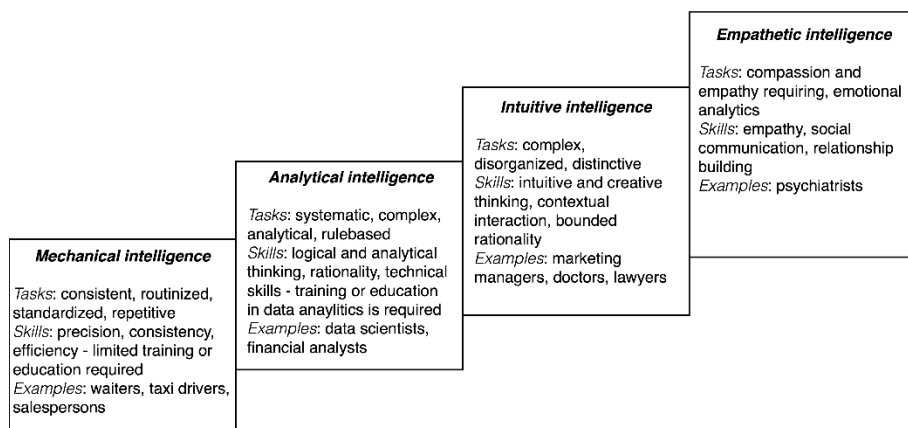 Mechanical intelligence
Tasks: consistent, routinized,
standardized, repetitive
Skills: precision, consistency,
efficiency - limited training or
education required
Examples: waiters, taxi drivers,
salespersons
Analytical intelligence
Tasks: systematic, complex,
analytical, rulebased
Skills: logical and analytical
thinking, rationality, technical
skills - training or education
in data anaylitics is required
Examples: data scientists,
financial analysts
Intuitive intelligence
Tasks: complex,
disorganized, distinctive
Skills: intuitive and creative
thinking, contextual
interaction, bounded
rationality
Examples: marketing
managers, doctors, lawyers
Empathetic intelligence
Tasks: compassion and
empathy requiring, emotional
analytics
Skills: empathy, social
communication, relationship
building
Examples: psychiatrists